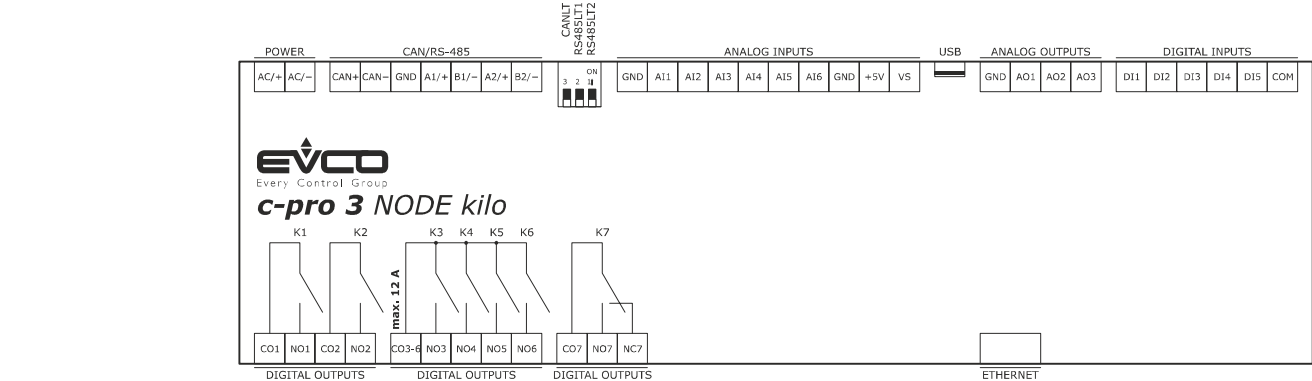 CANLT
RS485LT1
RS485LT2
POWER CAN/RS-485 ANALOG INPUTS USB ANALOG OUTPUTS DIGITAL INPUTS
AC/+ AC/− CAN+ CAN− GND A1/+ B1/− A2/+ B2/− ON GND AI1 AI2 AI3 AI4 AI5 AI6 GND +5V VS GND AO1 AO2 AO3 DI1 DI2 DI3 DI4 DI5 COM
3 2 1
EVCO
Every Control Group
c-pro 3 NODE kilo
K1 K2 K3 K4 K5 K6 K7
max. 12 A
CO1 NO1 CO2 NO2 CO3-6 NO3 NO4 NO5 NO6 CO7 NO7 NC7
DIGITAL OUTPUTS DIGITAL OUTPUTS DIGITAL OUTPUTS ETHERNET